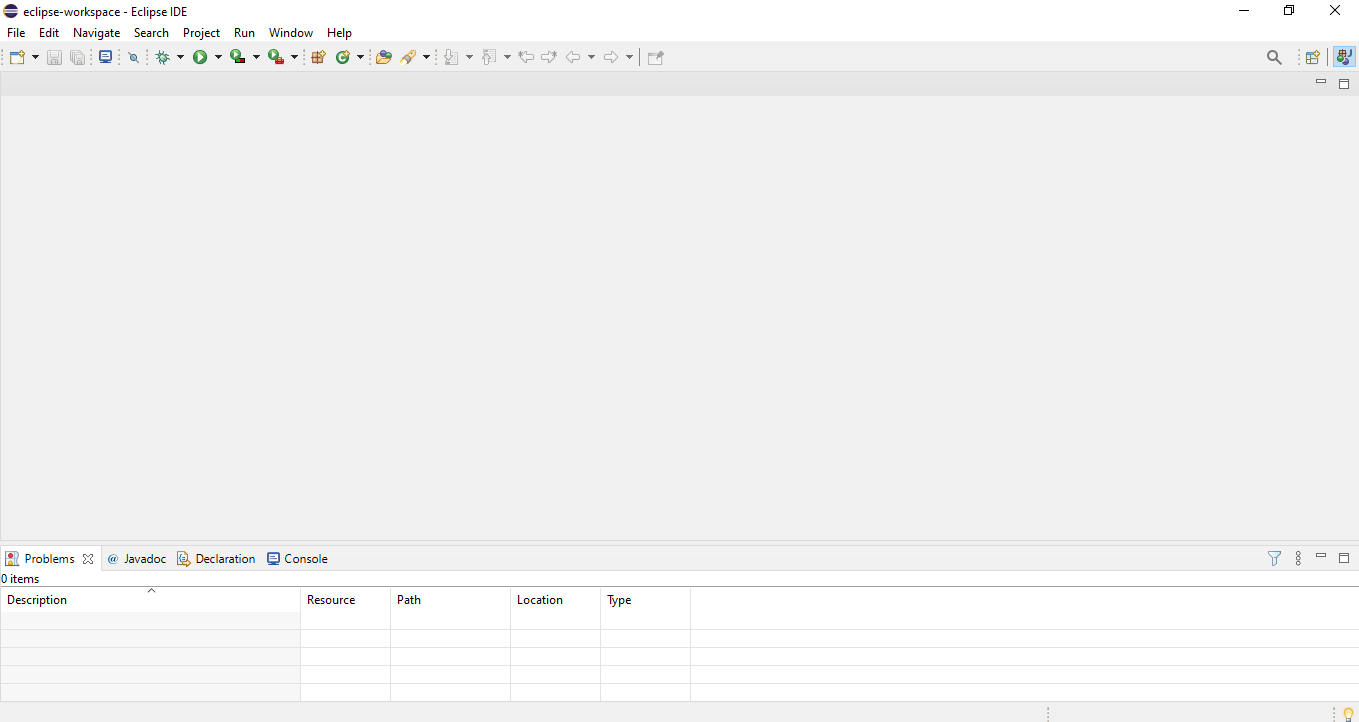 eclipse-workspace - Eclipse IDE
File Edit Navigate Search Project Run Window Help
Problems @ Javadoc Declaration Console
0 items
Description Resource Path Location Type